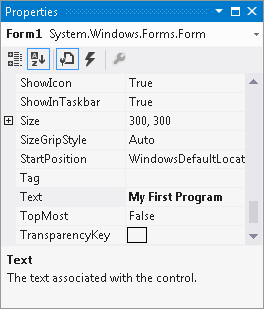 Properties
Form1 System.Windows.Forms.Form
ShowIcon True
ShowInTaskbar True
Size 300, 300
SizeGripStyle Auto
StartPosition WindowsDefaultLocat
Tag
Text My First Program
TopMost False
TransparencyKey
Text
The text associated with the control.